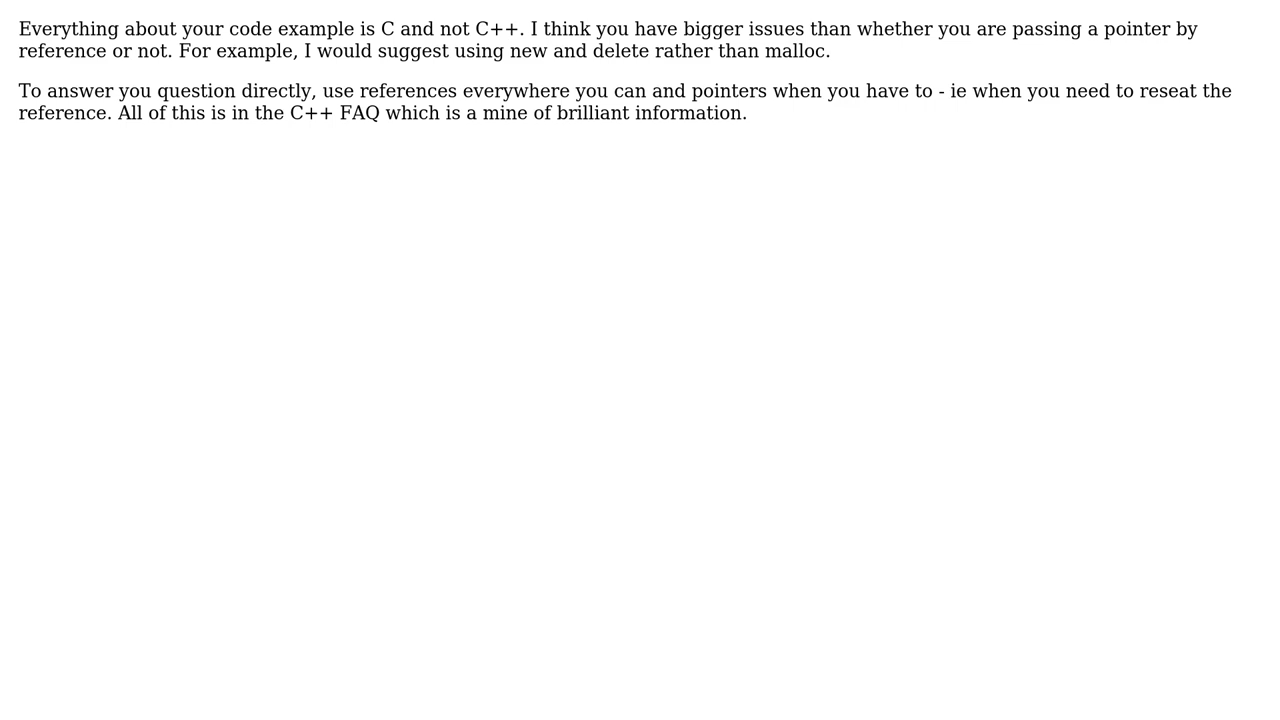 Everything about your code example is C and not C++. I think you have bigger issues than whether you are passing a pointer by
reference or not. For example, I would suggest using new and delete rather than malloc.
To answer you question directly, use references everywhere you can and pointers when you have to - ie when you need to reseat the
reference. All of this is in the C++ FAQ which is a mine of brilliant information.